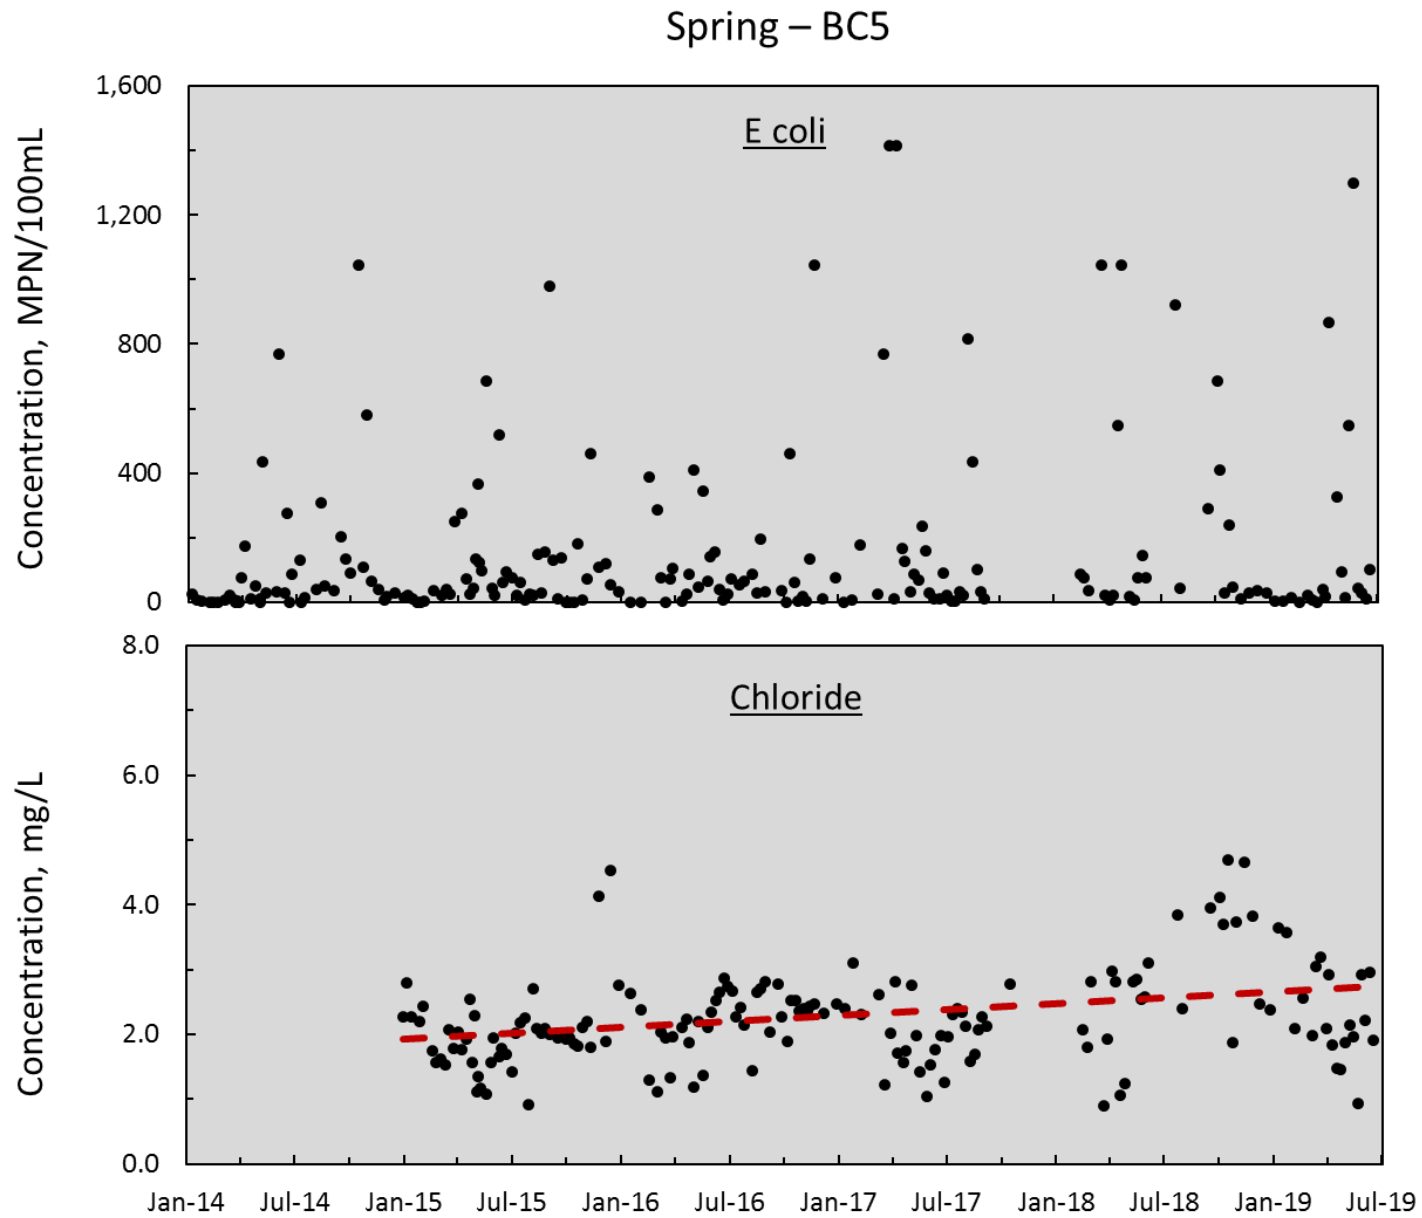 Spring – BC5
E coli
Concentration, MPN/100mL
1,600
1,200
800
400
0
Chloride
Concentration, mg/L
8.0
6.0
4.0
2.0
0.0
Jan-14 Jul-14 Jan-15 Jul-15 Jan-16 Jul-16 Jan-17 Jul-17 Jan-18 Jul-18 Jan-19 Jul-19